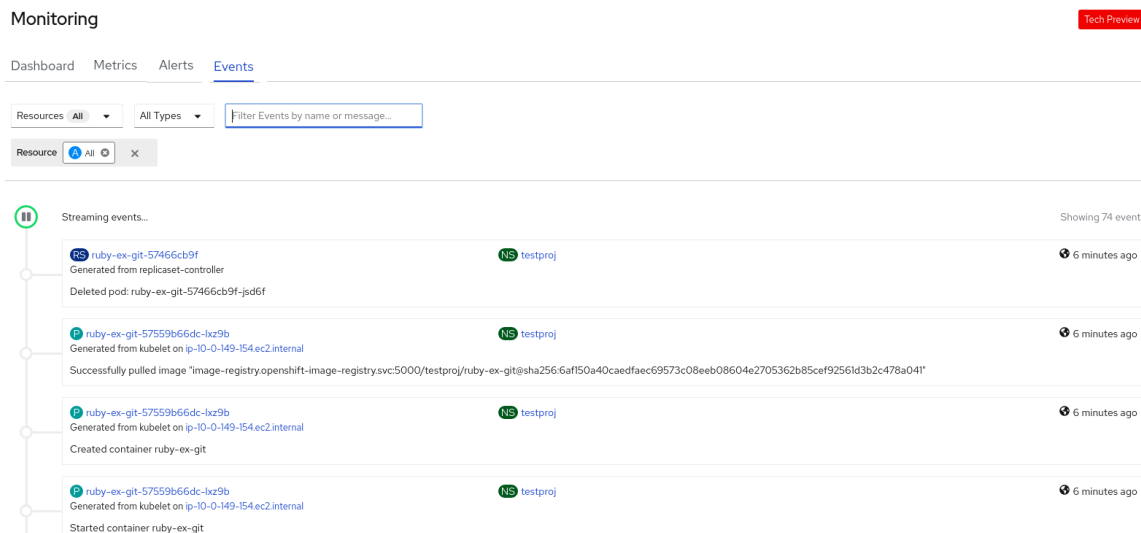 Monitoring
Tech Preview
Dashboard Metrics Alerts Events
Resources All All Types Filter Events by name or message...
Resource A All
Streaming events... Showing 74 event
RS ruby-ex-git-57466cb9f NS testproj 6 minutes ago
Generated from replicaset-controller
Deleted pod: ruby-ex-git-57466cb9f-jsd6f
P ruby-ex-git-57559b66dc-lxz9b NS testproj 6 minutes ago
Generated from kubelet on ip-10-0-149-154.ec2.internal
Successfully pulled image "image-registry.openshift-image-registry.svc:5000/testproj/ruby-ex-git@sha256:6af150a40caedfaec69573c08eeb08604e2705362b85cef92561d3b2c478a041"
P ruby-ex-git-57559b66dc-lxz9b NS testproj 6 minutes ago
Generated from kubelet on ip-10-0-149-154.ec2.internal
Created container ruby-ex-git
P ruby-ex-git-57559b66dc-lxz9b NS testproj 6 minutes ago
Generated from kubelet on ip-10-0-149-154.ec2.internal
Started container ruby-ex-git